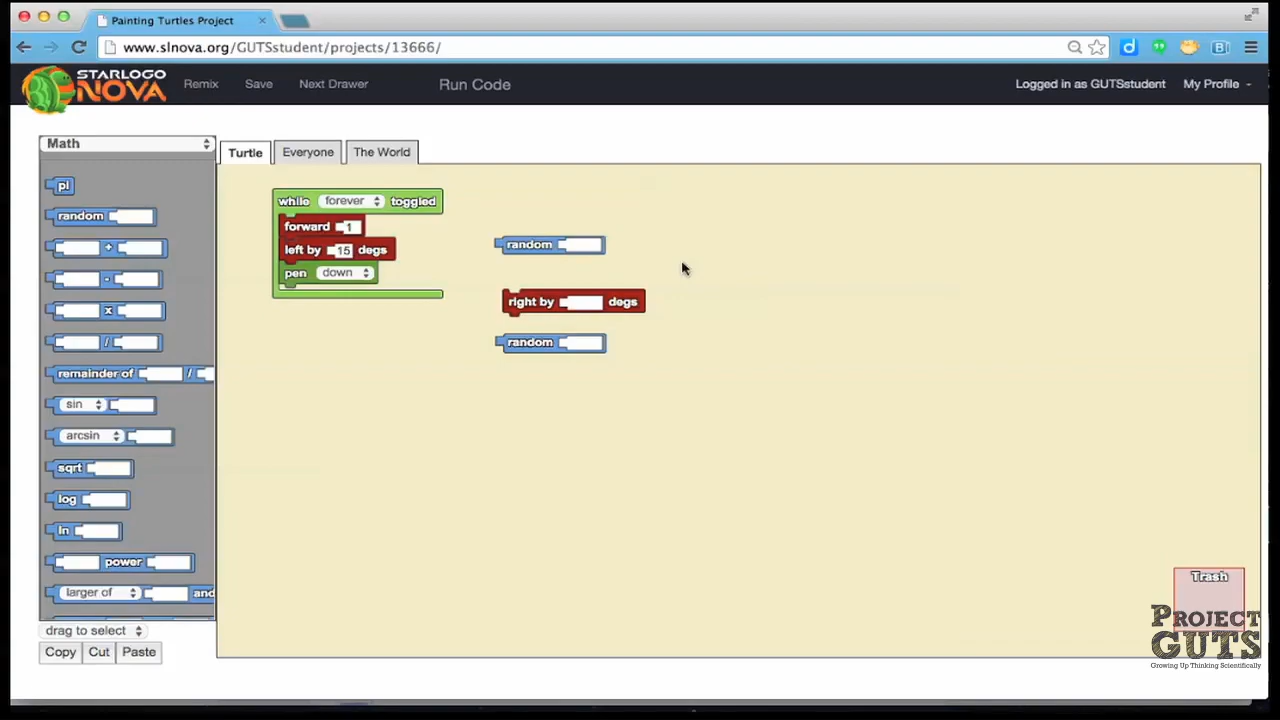 Painting Turtles Project
www.slnova.org/GUTSstudent/projects/13666/
STARLOGO
NOVA
Remix
Save
Next Drawer
Run Code
Logged in as GUTSstudent
My Profile
Math
Turtle
Everyone
The World
pi
random
+
-
x
/
remainder of /
sin
arcsin
sqrt
log
ln
power
larger of and
while forever toggled
forward 1
left by 15 degs
pen down
random
right by degs
random
drag to select
Copy
Cut
Paste
Trash
PROJECT
GUTS
Growing Up Thinking Scientifically